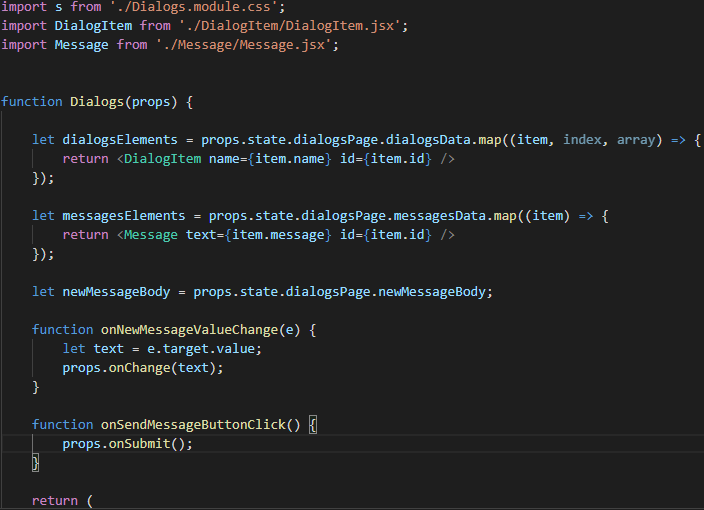 import s from './Dialogs.module.css';
import DialogItem from './DialogItem/DialogItem.jsx';
import Message from './Message/Message.jsx';
function Dialogs(props) {
let dialogsElements = props.state.dialogsPage.dialogsData.map((item, index, array) => {
return <DialogItem name={item.name} id={item.id} />
});
let messagesElements = props.state.dialogsPage.messagesData.map((item) => {
return <Message text={item.message} id={item.id} />
});
let newMessageBody = props.state.dialogsPage.newMessageBody;
function onNewMessageValueChange(e) {
let text = e.target.value;
props.onChange(text);
}
function onSendMessageButtonClick() {
props.onSubmit();
}
return (